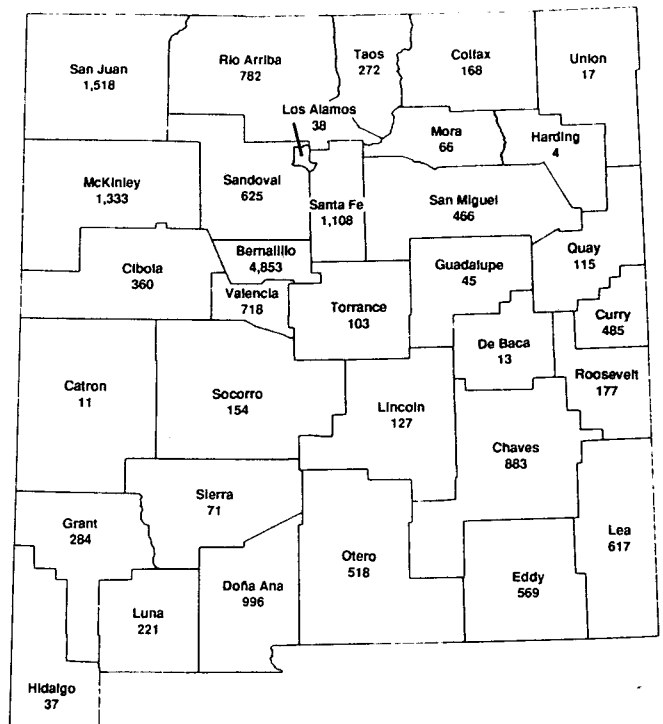 San Juan
1,518
Rio Arriba
782
Taos
272
Colfax
168
Union
17
Los Alamos
38
Mora
66
Harding
4
McKinley
1,333
Sandoval
625
Santa Fe
1,108
San Miguel
466
Quay
115
Cibola
360
Bernalillo
4,853
Guadalupe
45
Valencia
718
Torrance
103
Curry
485
De Baca
13
Roosevelt
177
Catron
11
Socorro
154
Lincoln
127
Chaves
883
Sierra
71
Grant
284
Lea
617
Otero
518
Doña Ana
996
Eddy
569
Luna
221
Hidalgo
37